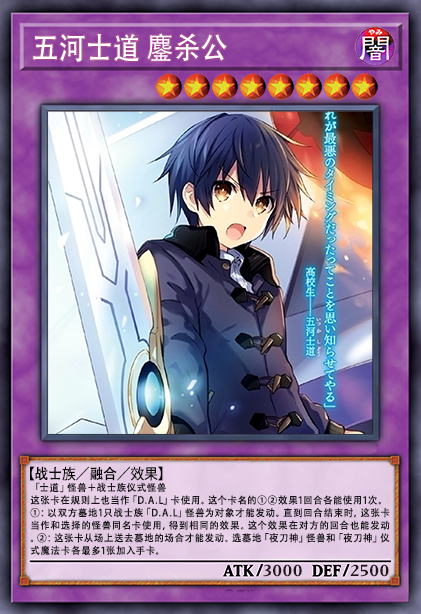 五河士道 鏖杀公
やみ
闇
れが最悪のタイミングだったってことを思い知らせてやる」
高校生――五河士道
【战士族／融合／效果】
「士道」怪兽＋战士族仪式怪兽
这张卡在规则上也当作「D.A.L」卡使用。这个卡名的①②效果1回合各能使用1次。
①：以双方墓地1只战士族「D.A.L」怪兽为对象才能发动。直到回合结束时，这张卡
当作和选择的怪兽同名卡使用，得到相同的效果。这个效果在对方的回合也能发动
。②：这张卡从场上送去墓地的场合才能发动。选墓地「夜刀神」怪兽和「夜刀神」仪
式魔法卡各最多1张加入手卡。
ATK/3000 DEF/2500